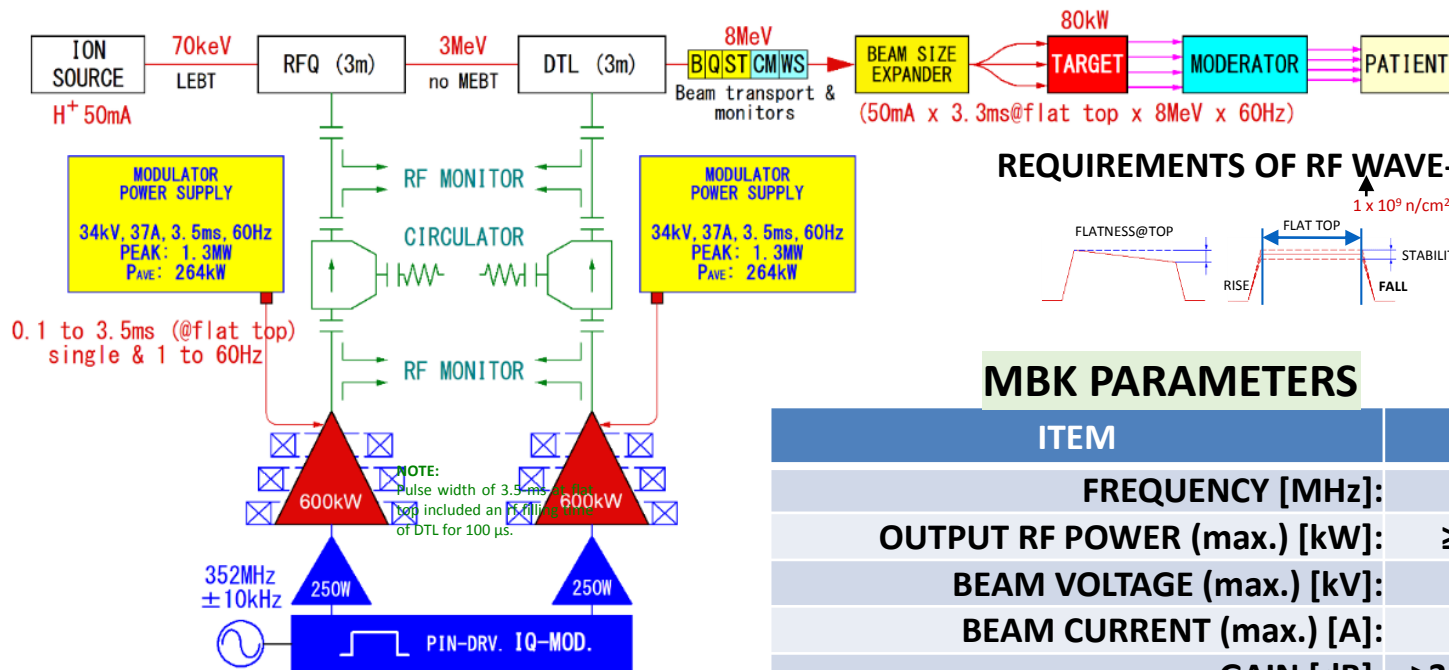 ION
SOURCE
70keV
LEBT
RFQ (3m)
3MeV
no MEBT
DTL (3m)
8MeV
B Q ST CM WS
Beam transport &
monitors
BEAM SIZE
EXPANDER
80kW
TARGET
MODERATOR
PATIENT
H+ 50mA
(50mA x 3.3ms@flat top x 8MeV x 60Hz)
MODULATOR
POWER SUPPLY
34kV, 37A, 3.5ms, 60Hz
PEAK: 1.3MW
PAVE: 264kW
RF MONITOR
CIRCULATOR
RF MONITOR
MODULATOR
POWER SUPPLY
34kV, 37A, 3.5ms, 60Hz
PEAK: 1.3MW
PAVE: 264kW
0.1 to 3.5ms (@flat top)
single & 1 to 60Hz
REQUIREMENTS OF RF WAVE-
1 x 10⁹ n/cm²
FLATNESS@TOP
FLAT TOP
STABILIT
RISE
FALL
600kW
600kW
NOTE:
Pulse width of 3.5 ms at flat
top included an rf filling time
of DTL for 100 µs.
352MHz
±10kHz
250W
250W
PIN-DRV. IQ-MOD.
MBK PARAMETERS
ITEM
FREQUENCY [MHz]:
OUTPUT RF POWER (max.) [kW]: ≥
BEAM VOLTAGE (max.) [kV]:
BEAM CURRENT (max.) [A]: